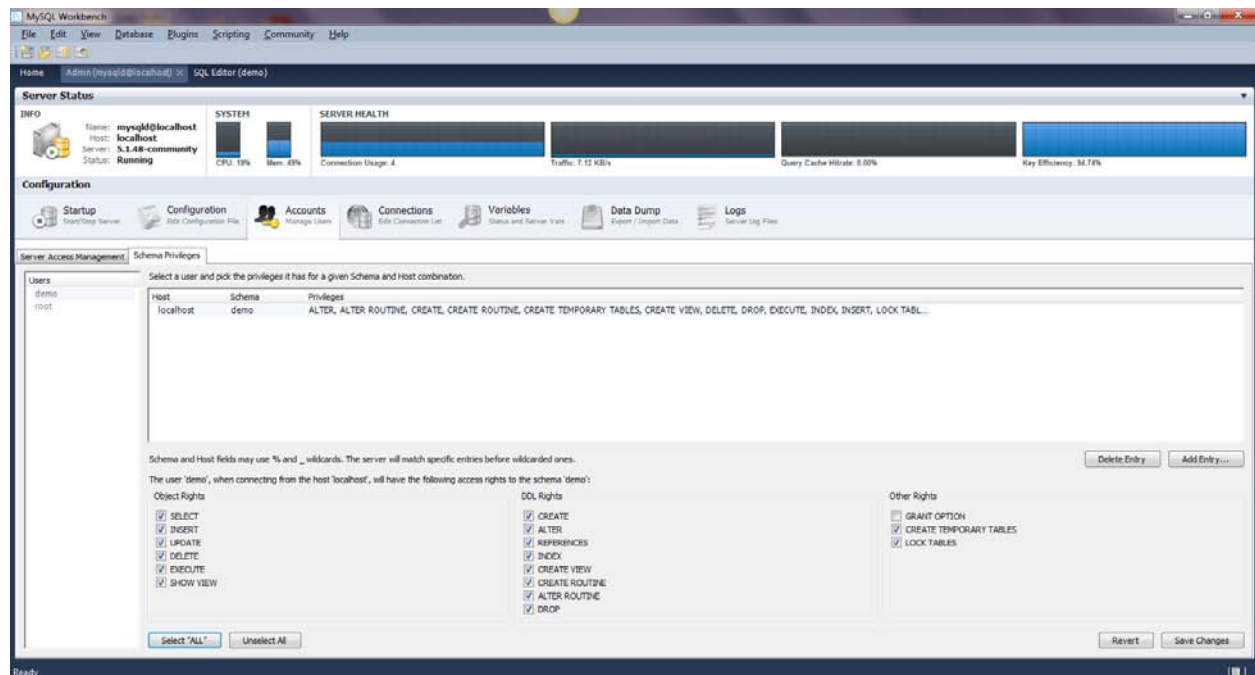 MySQL Workbench
File Edit View Database Plugins Scripting Community Help
Home Admin (mysqld@localhost) × SQL Editor (demo)
Server Status
INFO SYSTEM SERVER HEALTH
Name: mysqld@localhost
Host: localhost
Server: 5.1.48-community
Status: Running
CPU: 19% Mem: 49% Connection Usage: 4 Traffic: 7.12 KB/s Query Cache Hitrate: 0.00% Key Efficiency: 94.74%
Configuration
Startup Configuration Accounts Connections Variables Data Dump Logs
Start/Stop Server Edit Configuration File Manage Users Edit Connection List Status and Server Vars Export / Import Data Server Log Files
Server Access Management Schema Privileges
Users
demo
root
Select a user and pick the privileges it has for a given Schema and Host combination.
Host Schema Privileges
localhost demo ALTER, ALTER ROUTINE, CREATE, CREATE ROUTINE, CREATE TEMPORARY TABLES, CREATE VIEW, DELETE, DROP, EXECUTE, INDEX, INSERT, LOCK TABL...
Schema and Host fields may use % and _ wildcards. The server will match specific entries before wildcarded ones.
Delete Entry Add Entry...
The user 'demo', when connecting from the host 'localhost', will have the following access rights to the schema 'demo':
Object Rights DDL Rights Other Rights
SELECT CREATE GRANT OPTION
INSERT ALTER CREATE TEMPORARY TABLES
UPDATE REFERENCES LOCK TABLES
DELETE INDEX
EXECUTE CREATE VIEW
SHOW VIEW CREATE ROUTINE
ALTER ROUTINE
DROP
Select "ALL" Unselect All Revert Save Changes
Ready